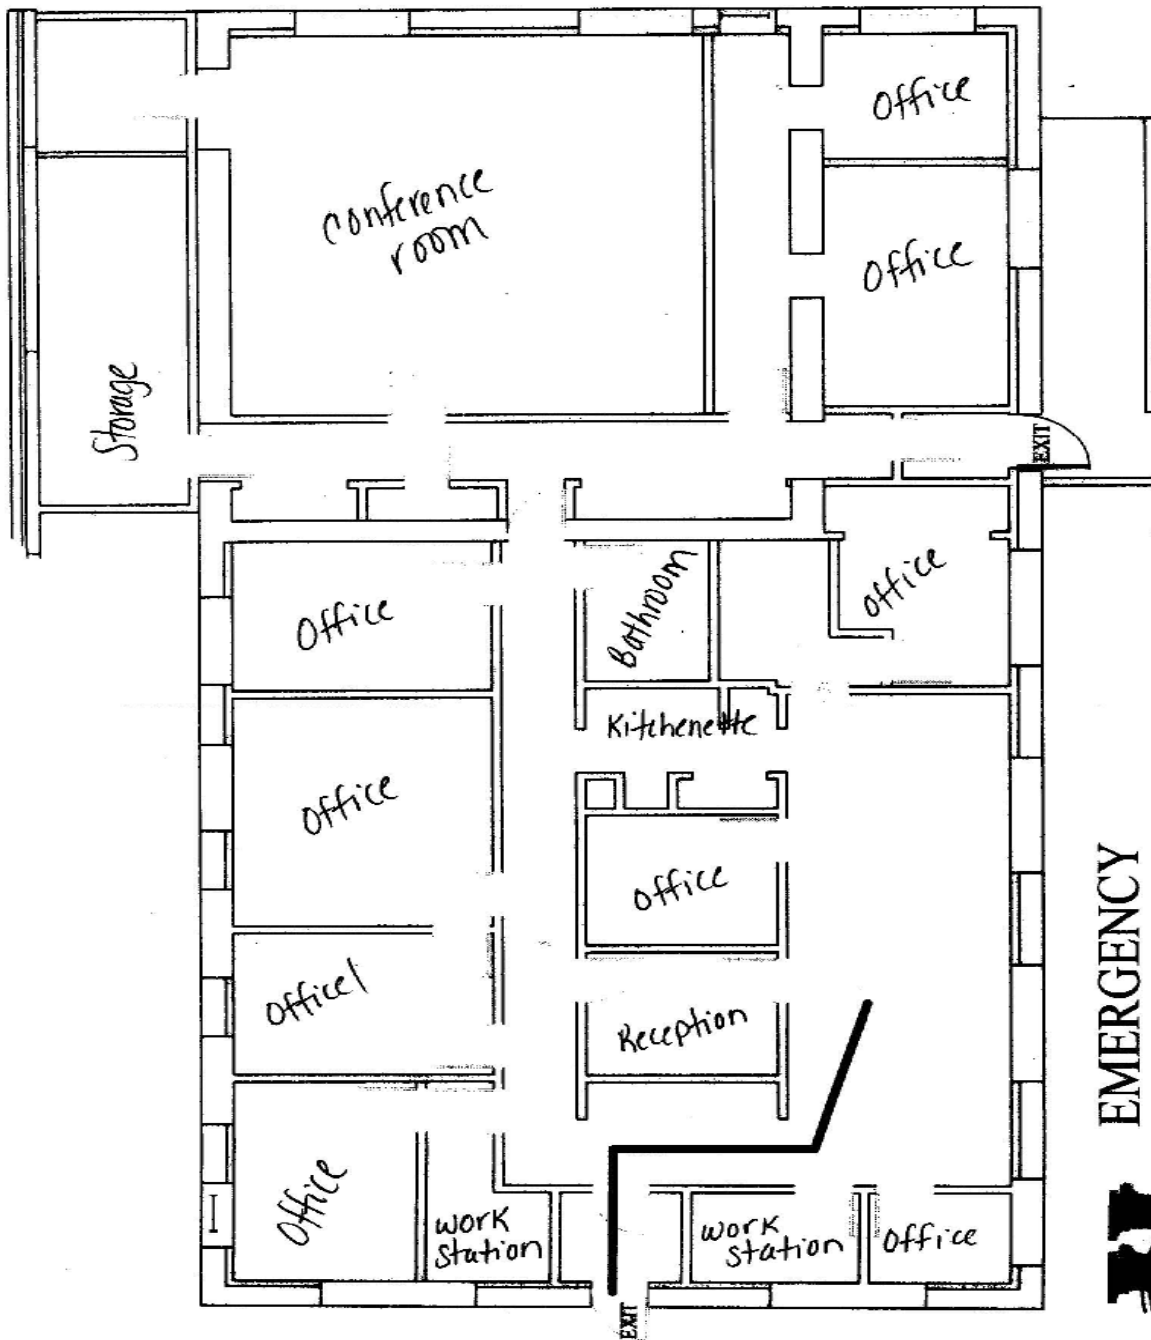 Office
Conference
room
Office
Storage
EXIT
Office
Office
Bathroom
Kitchenette
Office
Office
Office
Reception
EMERGENCY
Office
work
station
work
station
Office
EXIT